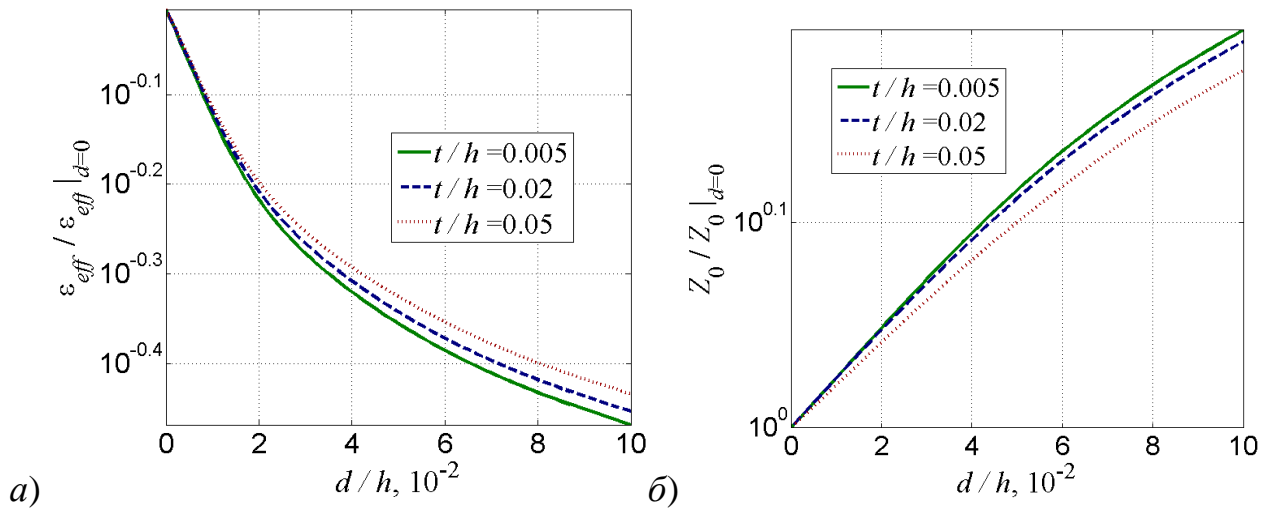 10^-0.1
10^-0.2
10^-0.3
10^-0.4
ε_eff / ε_eff |_d=0
t / h =0.005
t / h =0.02
t / h =0.05
0 2 4 6 8 10
d / h, 10^-2
а)
10^0.1
10^0
Z_0 / Z_0 |_d=0
t / h =0.005
t / h =0.02
t / h =0.05
0 2 4 6 8 10
d / h, 10^-2
б)